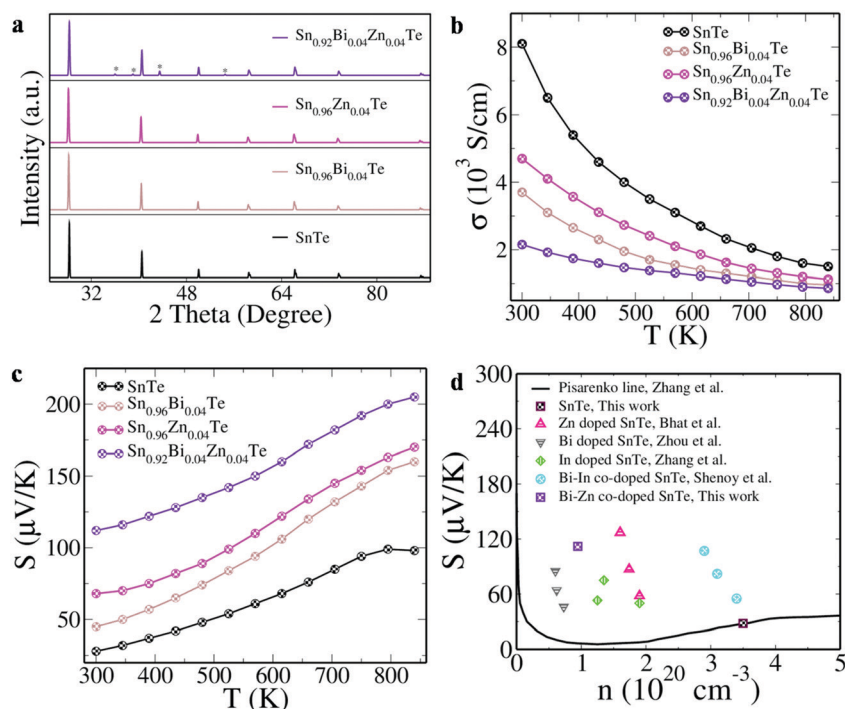 a
Intensity (a.u.)
Sn0.92Bi0.04Zn0.04Te
* * * *
Sn0.96Zn0.04Te
Sn0.96Bi0.04Te
SnTe
32 48 64 80
2 Theta (Degree)
b
σ (10³ S/cm)
8
6
4
2
0
SnTe
Sn0.96Bi0.04Te
Sn0.96Zn0.04Te
Sn0.92Bi0.04Zn0.04Te
300 400 500 600 700 800
T (K)
c
S (μV/K)
200
150
100
50
SnTe
Sn0.96Bi0.04Te
Sn0.96Zn0.04Te
Sn0.92Bi0.04Zn0.04Te
300 400 500 600 700 800
T (K)
d
S (μV/K)
300
240
180
120
60
0
Pisarenko line, Zhang et al.
SnTe, This work
Zn doped SnTe, Bhat et al.
Bi doped SnTe, Zhou et al.
In doped SnTe, Zhang et al.
Bi-In co-doped SnTe, Shenoy et al.
Bi-Zn co-doped SnTe, This work
0 1 2 3 4 5
n (10²⁰ cm⁻³)